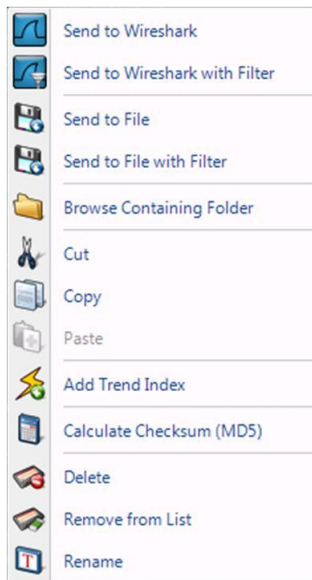 Send to Wireshark
Send to Wireshark with Filter
Send to File
Send to File with Filter
Browse Containing Folder
Cut
Copy
Paste
Add Trend Index
Calculate Checksum (MD5)
Delete
Remove from List
Rename